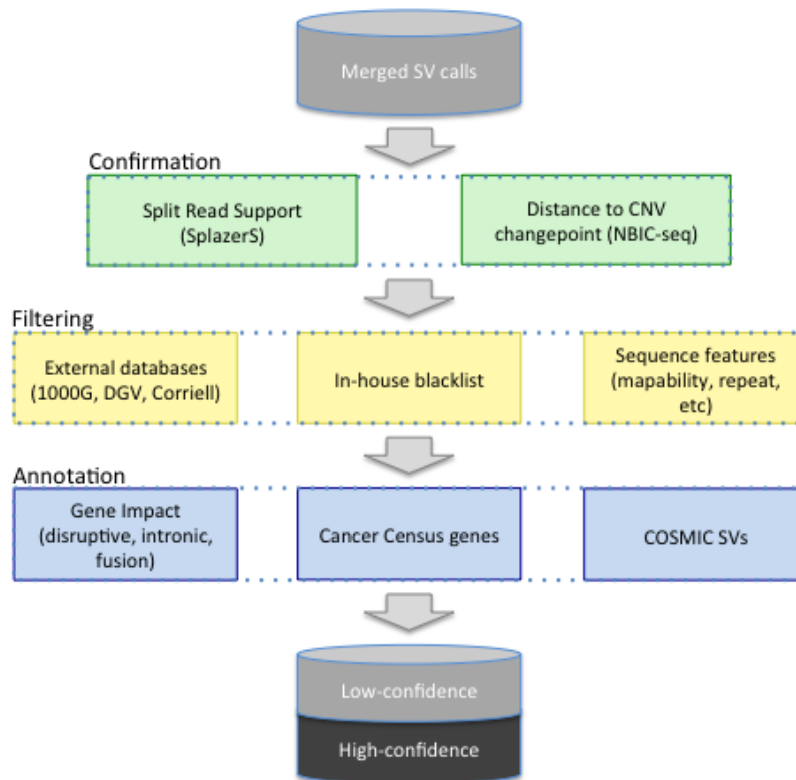 Merged SV calls
Confirmation
Split Read Support
(SplazerS)
Distance to CNV
changepoint (NBIC-seq)
Filtering
External databases
(1000G, DGV, Corriell)
In-house blacklist
Sequence features
(mapability, repeat,
etc)
Annotation
Gene Impact
(disruptive, intronic,
fusion)
Cancer Census genes
COSMIC SVs
Low-confidence
High-confidence